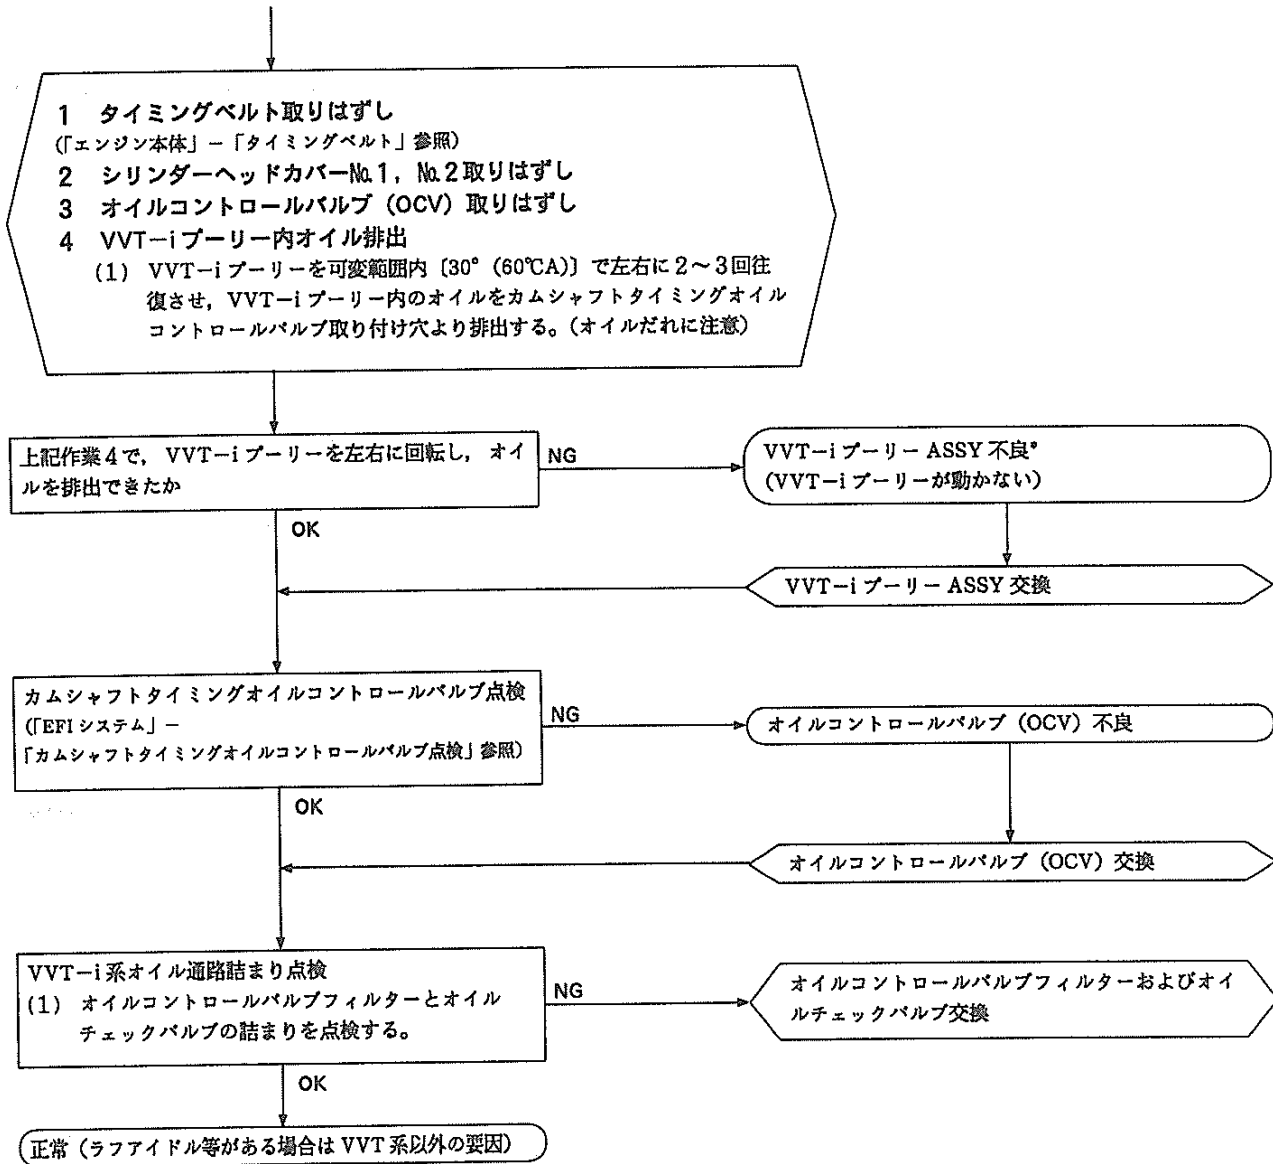 1 タイミングベルト取りはずし
(「エンジン本体」－「タイミングベルト」参照)
2 シリンダーヘッドカバー№1，№2取りはずし
3 オイルコントロールバルブ（OCV）取りはずし
4 VVT－iプーリー内オイル排出
(1) VVT－iプーリーを可変範囲内〔30°（60℃A)〕で左右に2～3回往
復させ，VVT－iプーリー内のオイルをカムシャフトタイミングオイル
コントロールバルブ取り付け穴より排出する。(オイルだれに注意)
上記作業4で，VVT－iプーリーを左右に回転し，オイ
ルを排出できたか
NG
VVT－iプーリーASSY不良*
(VVT－iプーリーが動かない)
OK
VVT－iプーリーASSY交換
カムシャフトタイミングオイルコントロールバルブ点検
(「EFIシステム」－
「カムシャフトタイミングオイルコントロールバルブ点検」参照)
NG
オイルコントロールバルブ（OCV）不良
OK
オイルコントロールバルブ（OCV）交換
VVT－i系オイル通路詰まり点検
(1) オイルコントロールバルブフィルターとオイル
チェックバルブの詰まりを点検する。
NG
オイルコントロールバルブフィルターおよびオイ
ルチェックバルブ交換
OK
正常（ラフアイドル等がある場合はVVT系以外の要因)